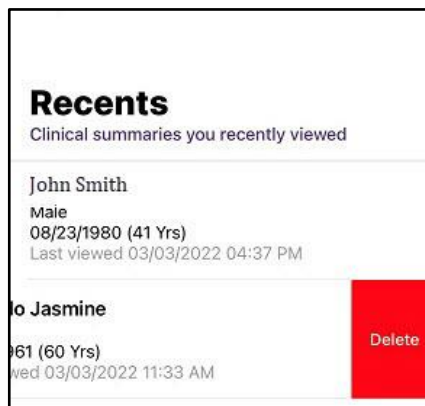 Recents
Clinical summaries you recently viewed
John Smith
Male
08/23/1980 (41 Yrs)
Last viewed 03/03/2022 04:37 PM
lo Jasmine
961 (60 Yrs)
Delete
wed 03/03/2022 11:33 AM